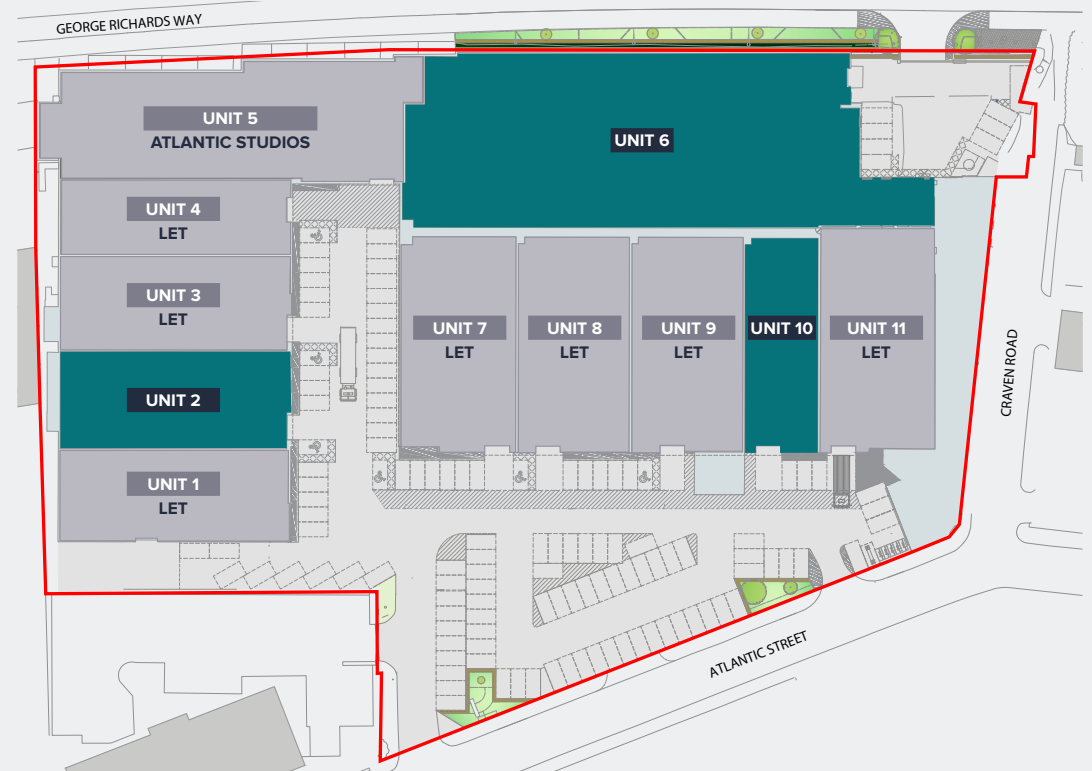 GEORGE RICHARDS WAY
UNIT 5
ATLANTIC STUDIOS
UNIT 6
UNIT 4
LET
UNIT 3
LET
UNIT 2
UNIT 1
LET
UNIT 7
LET
UNIT 8
LET
UNIT 9
LET
UNIT 10
UNIT 11
LET
CRAVEN ROAD
ATLANTIC STREET